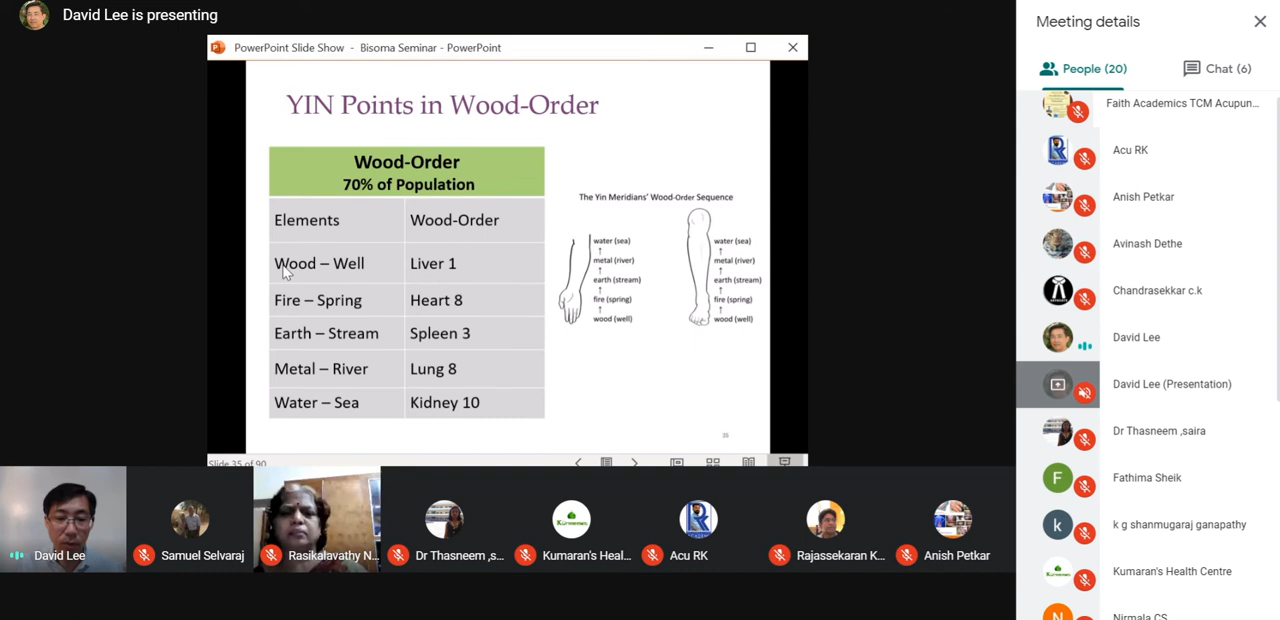 David Lee is presenting
PowerPoint Slide Show - Bisoma Seminar - PowerPoint
YIN Points in Wood-Order
Wood-Order
70% of Population
Elements Wood-Order
Wood – Well Liver 1
Fire – Spring Heart 8
Earth – Stream Spleen 3
Metal – River Lung 8
Water – Sea Kidney 10
The Yin Meridians' Wood-Order Sequence
water (sea)
metal (river)
earth (stream)
fire (spring)
wood (well)
water (sea)
metal (river)
earth (stream)
fire (spring)
wood (well)
35
Slide 35 of 90
David Lee
Samuel Selvaraj
Rasikalavathy N...
Dr Thasneem ,s...
Kumaran's Heal...
Acu RK
Rajassekaran K...
Anish Petkar
Meeting details
People (20)
Chat (6)
Faith Academics TCM Acupun...
Acu RK
Anish Petkar
Avinash Dethe
Chandrasekkar c.k
David Lee
David Lee (Presentation)
Dr Thasneem ,saira
F
Fathima Sheik
k
k g shanmugaraj ganapathy
Kumaran's Health Centre
N
Nirmala CS